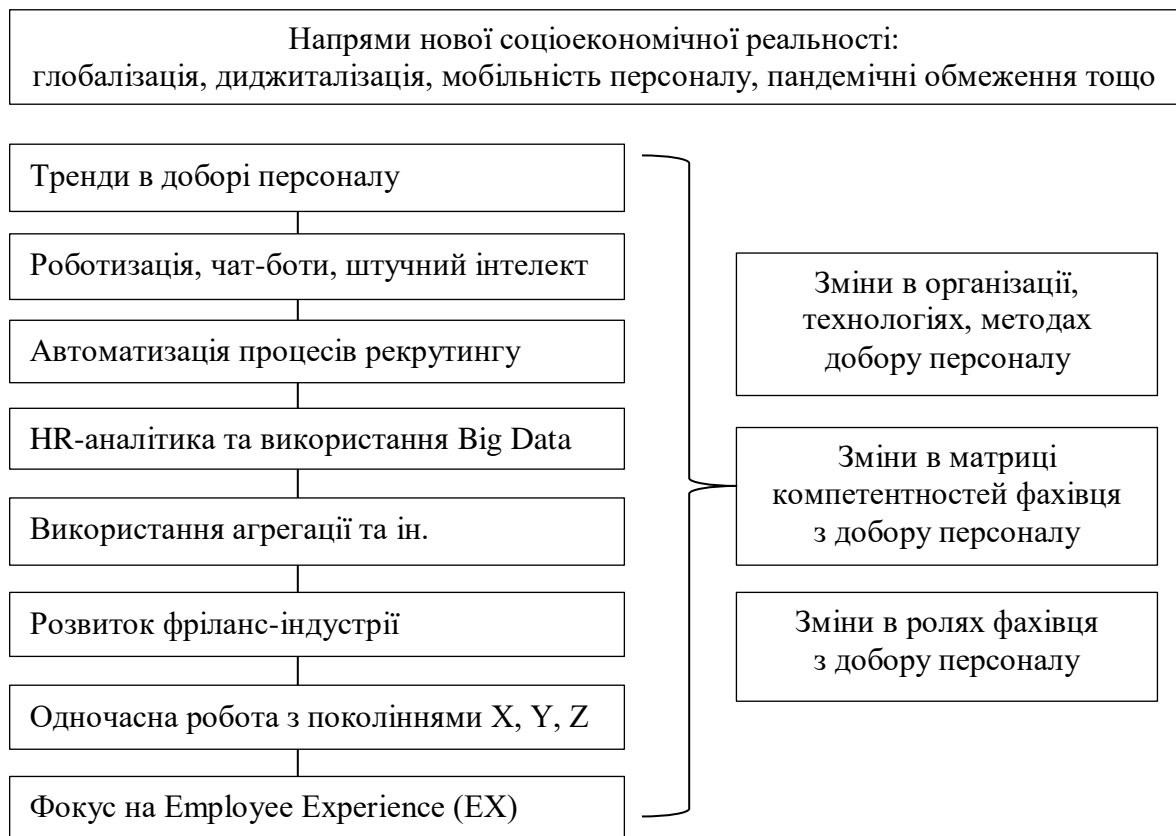 Напрями нової соціоекономічної реальності:
глобалізація, диджиталізація, мобільність персоналу, пандемічні обмеження тощо
Тренди в доборі персоналу
Роботизація, чат-боти, штучний інтелект
Автоматизація процесів рекрутингу
HR-аналітика та використання Big Data
Використання агрегації та ін.
Розвиток фріланс-індустрії
Одночасна робота з поколіннями X, Y, Z
Фокус на Employee Experience (EX)
Зміни в організації,
технологіях, методах
добору персоналу
Зміни в матриці
компетентностей фахівця
з добору персоналу
Зміни в ролях фахівця
з добору персоналу